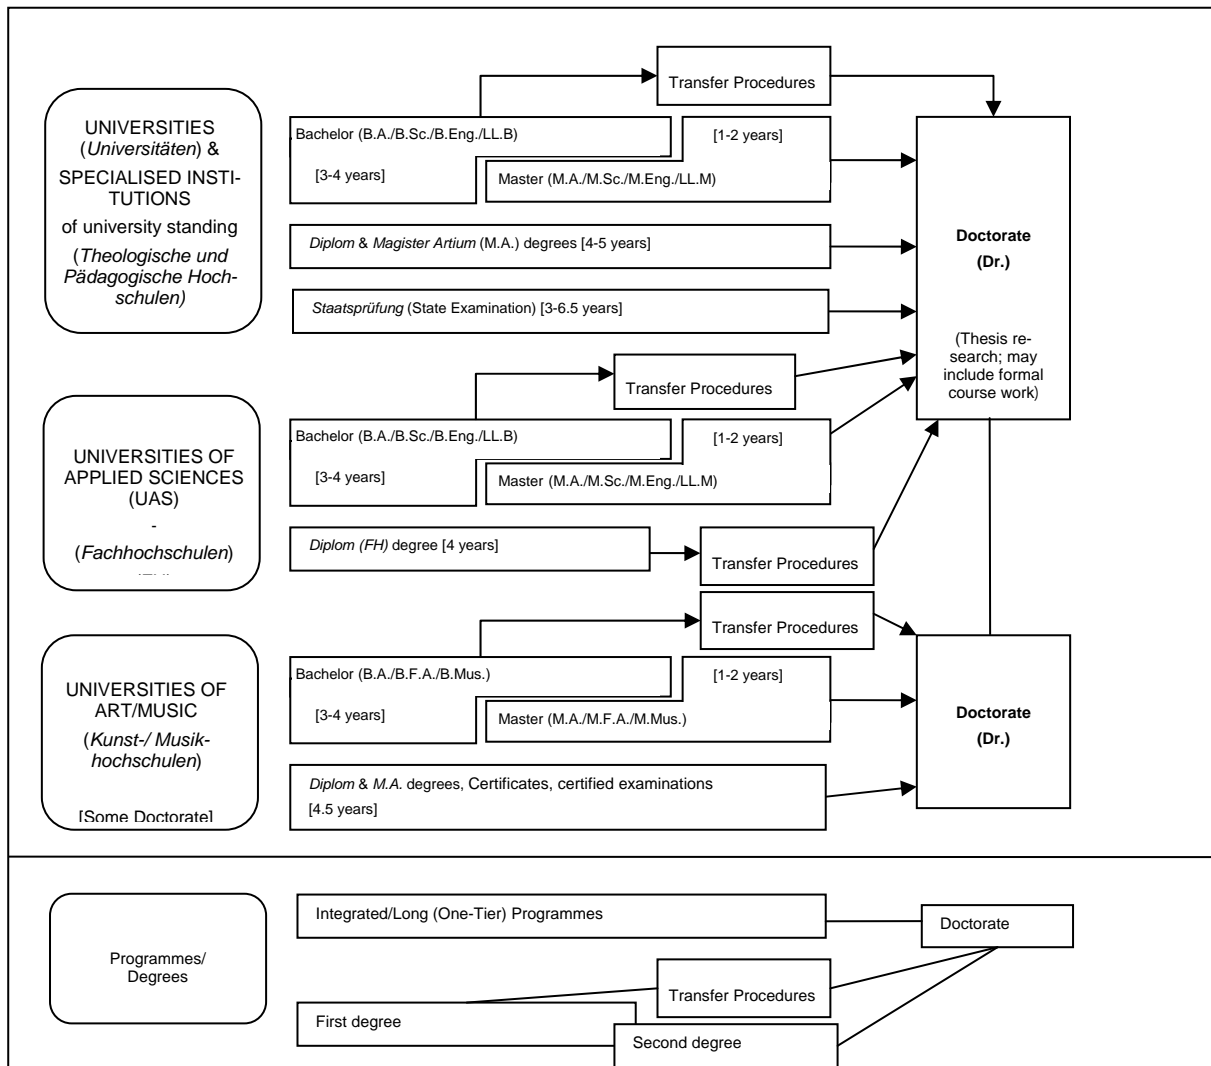 Transfer Procedures
UNIVERSITIES
(Universitäten) &
SPECIALISED INSTI-
TUTIONS
of university standing
(Theologische und
Pädagogische Hoch-
schulen)
Bachelor (B.A./B.Sc./B.Eng./LL.B)
[3-4 years]
[1-2 years]
Master (M.A./M.Sc./M.Eng./LL.M)
Diplom & Magister Artium (M.A.) degrees [4-5 years]
Staatsprüfung (State Examination) [3-6.5 years]
Doctorate
(Dr.)
(Thesis re-
search; may
include formal
course work)
Transfer Procedures
UNIVERSITIES OF
APPLIED SCIENCES
(UAS)
-
(Fachhochschulen)
Bachelor (B.A./B.Sc./B.Eng./LL.B)
[3-4 years]
[1-2 years]
Master (M.A./M.Sc./M.Eng./LL.M)
Diplom (FH) degree [4 years]
Transfer Procedures
Transfer Procedures
UNIVERSITIES OF
ART/MUSIC
(Kunst-/ Musik-
hochschulen)
[Some Doctorate]
Bachelor (B.A./B.F.A./B.Mus.)
[3-4 years]
[1-2 years]
Master (M.A./M.F.A./M.Mus.)
Diplom & M.A. degrees, Certificates, certified examinations
[4.5 years]
Doctorate
(Dr.)
Programmes/
Degrees
Integrated/Long (One-Tier) Programmes
Doctorate
Transfer Procedures
First degree
Second degree